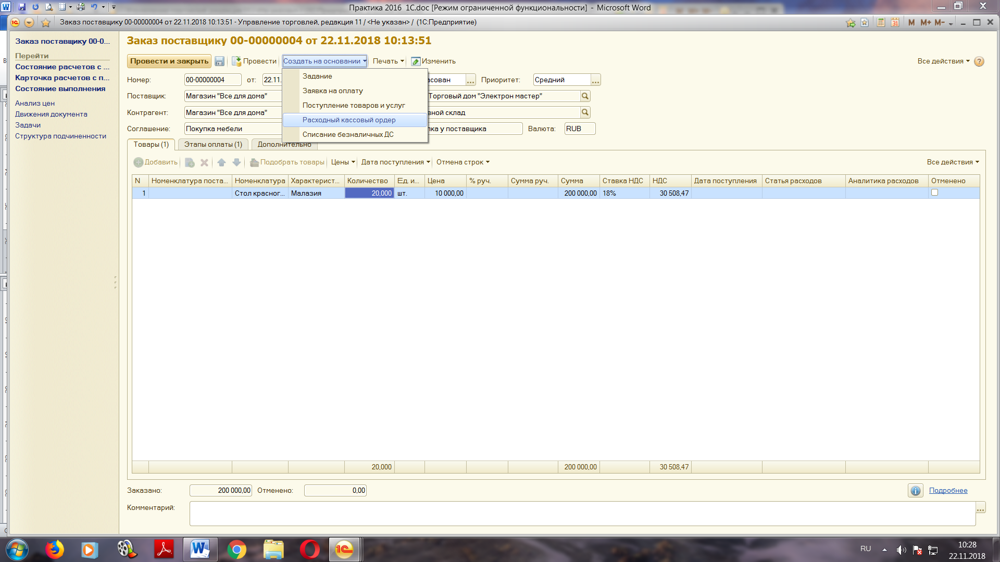 Практика 2016  1С.doc [Режим ограниченной функциональности]  -  Microsoft Word
Заказ поставщику 00-00000004 от 22.11.2018 10:13:51 - Управление торговлей, редакция 11 / <Не указан> /  (1С:Предприятие)
31 M M+ M-
Заказ поставщику 00-0...
Перейти
Состояние расчетов с ...
Карточка расчетов с п...
Состояние выполнения
Анализ цен
Движения документа
Задачи
Структура подчиненности
Заказ поставщику 00-00000004 от 22.11.2018 10:13:51
Провести и закрыть Провести Создать на основании Печать Изменить Все действия ?
Задание
Заявка на оплату
Поступление товаров и услуг
Расходный кассовый ордер
Списание безналичных ДС
Номер: 00-00000004 от: 22.11. асован ... Приоритет: Средний ...
Поставщик: Магазин "Все для дома" Торговый дом "Электрон мастер"
Контрагент: Магазин "Все для дома" вной склад
Соглашение: Покупка мебели пка у поставщика Валюта: RUB
Товары (1) Этапы оплаты (1) Дополнительно
Добавить Подобрать товары Цены Дата поступления Отмена строк Все действия
N Номенклатура поста... Номенклатура Характерист... Количество Ед. и... Цена % руч. Сумма руч. Сумма Ставка НДС НДС Дата поступления Статья расходов Аналитика расходов Отменено
1 Стол красног... Малазия 20,000 шт. 10 000,00 200 000,00 18% 30 508,47
20,000 200 000,00 30 508,47
Заказано: 200 000,00 Отменено: 0,00 Подробнее
Комментарий: ...
RU 10:28
22.11.2018